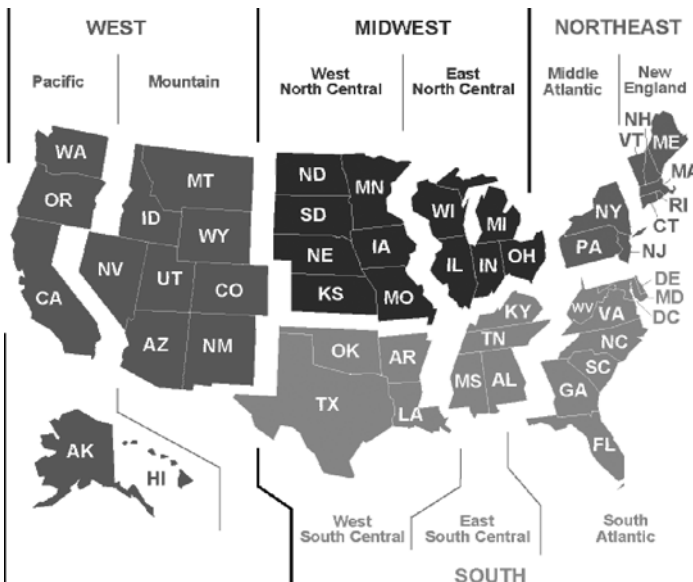 WEST
MIDWEST
NORTHEAST
Pacific
Mountain
West
North Central
East
North Central
Middle
Atlantic
New
England
WA
OR
CA
NV
ID
MT
WY
UT
CO
AZ
NM
AK
HI
ND
SD
NE
KS
MN
IA
MO
WI
MI
IL
IN
OH
NH
VT
ME
MA
RI
CT
NY
PA
NJ
DE
MD
DC
WV
VA
NC
SC
GA
FL
KY
TN
MS
AL
OK
AR
TX
LA
West
South Central
East
South Central
South
Atlantic
SOUTH